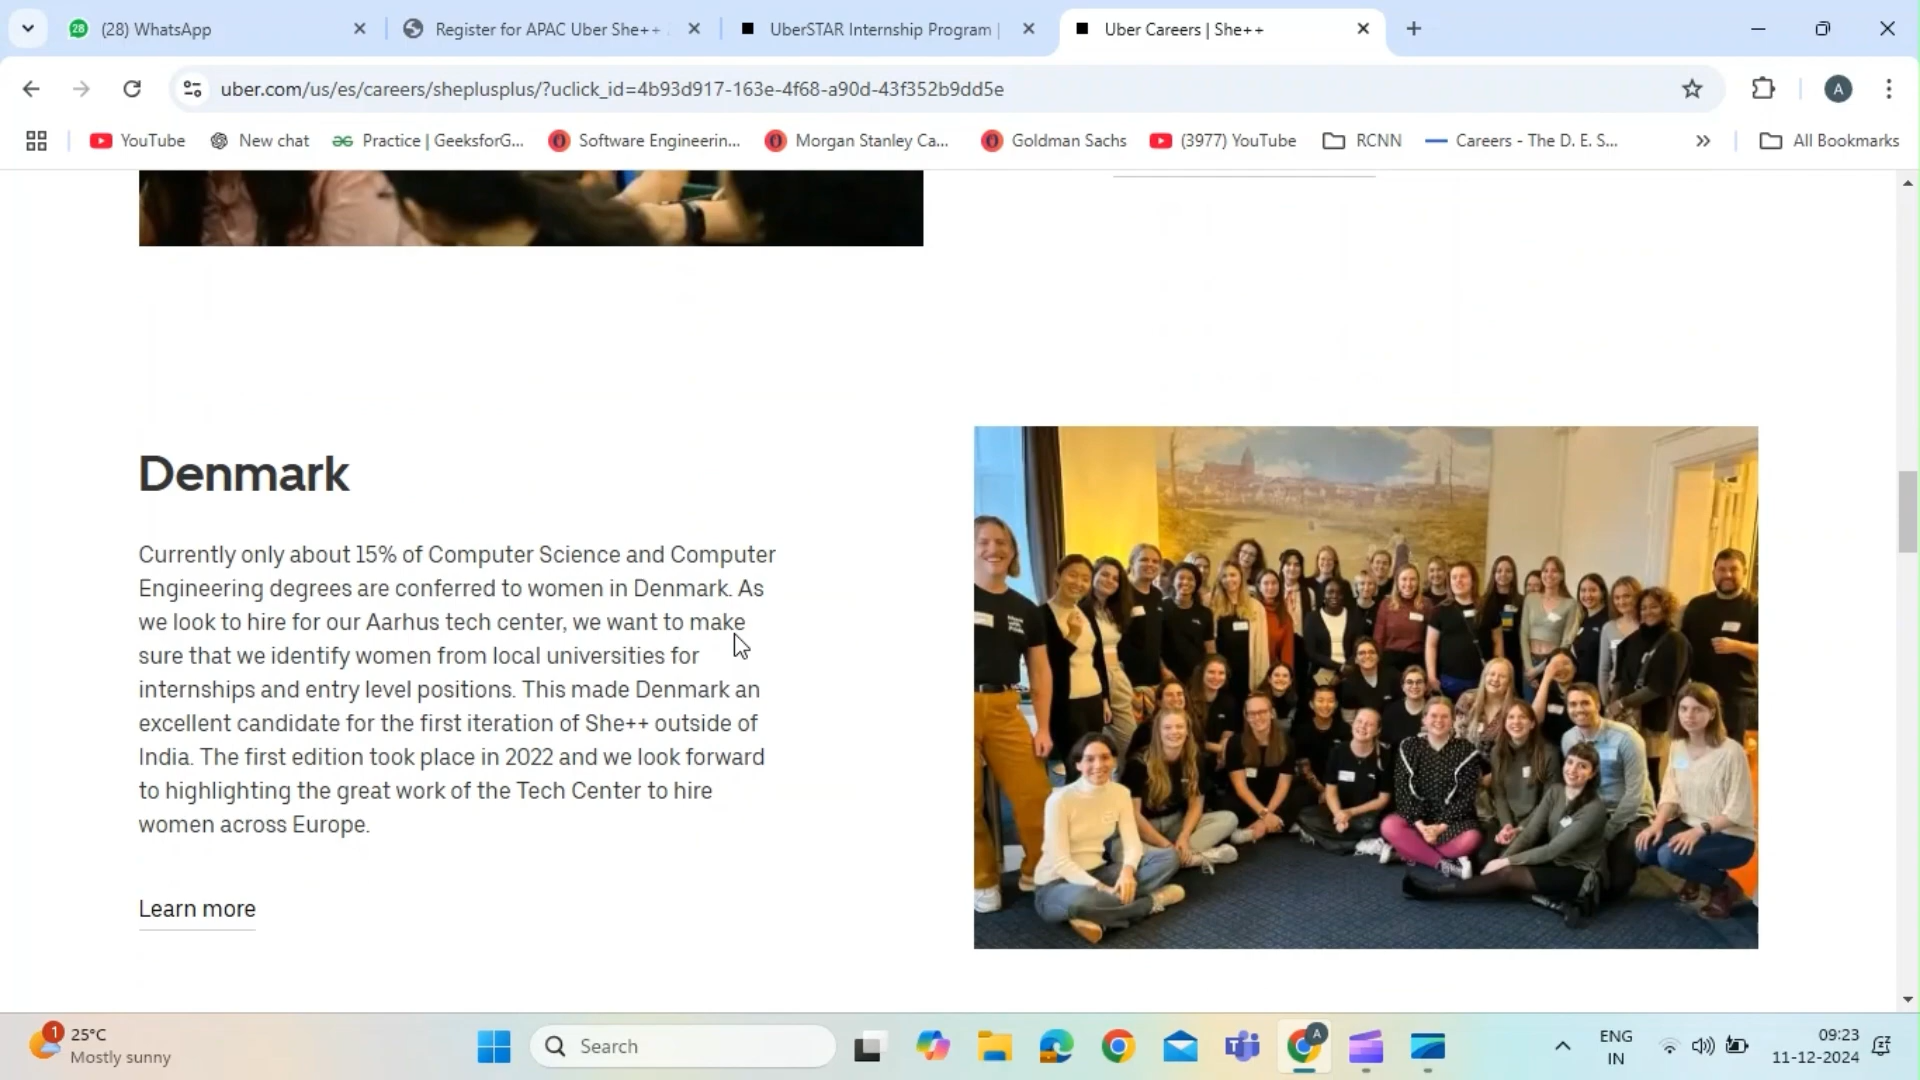 (28) WhatsApp
Register for APAC Uber She++
UberSTAR Internship Program |
Uber Careers | She++
uber.com/us/es/careers/sheplusplus/?uclick_id=4b93d917-163e-4f68-a90d-43f352b9dd5e
A
YouTube
New chat
Practice | GeeksforG...
Software Engineerin...
Morgan Stanley Ca...
Goldman Sachs
(3977) YouTube
RCNN
Careers - The D. E. S...
All Bookmarks
Denmark
Currently only about 15% of Computer Science and Computer
Engineering degrees are conferred to women in Denmark. As
we look to hire for our Aarhus tech center, we want to make
sure that we identify women from local universities for
internships and entry level positions. This made Denmark an
excellent candidate for the first iteration of She++ outside of
India. The first edition took place in 2022 and we look forward
to highlighting the great work of the Tech Center to hire
women across Europe.
Learn more
1
25°C
Mostly sunny
Search
A
ENG
IN
09:23
11-12-2024